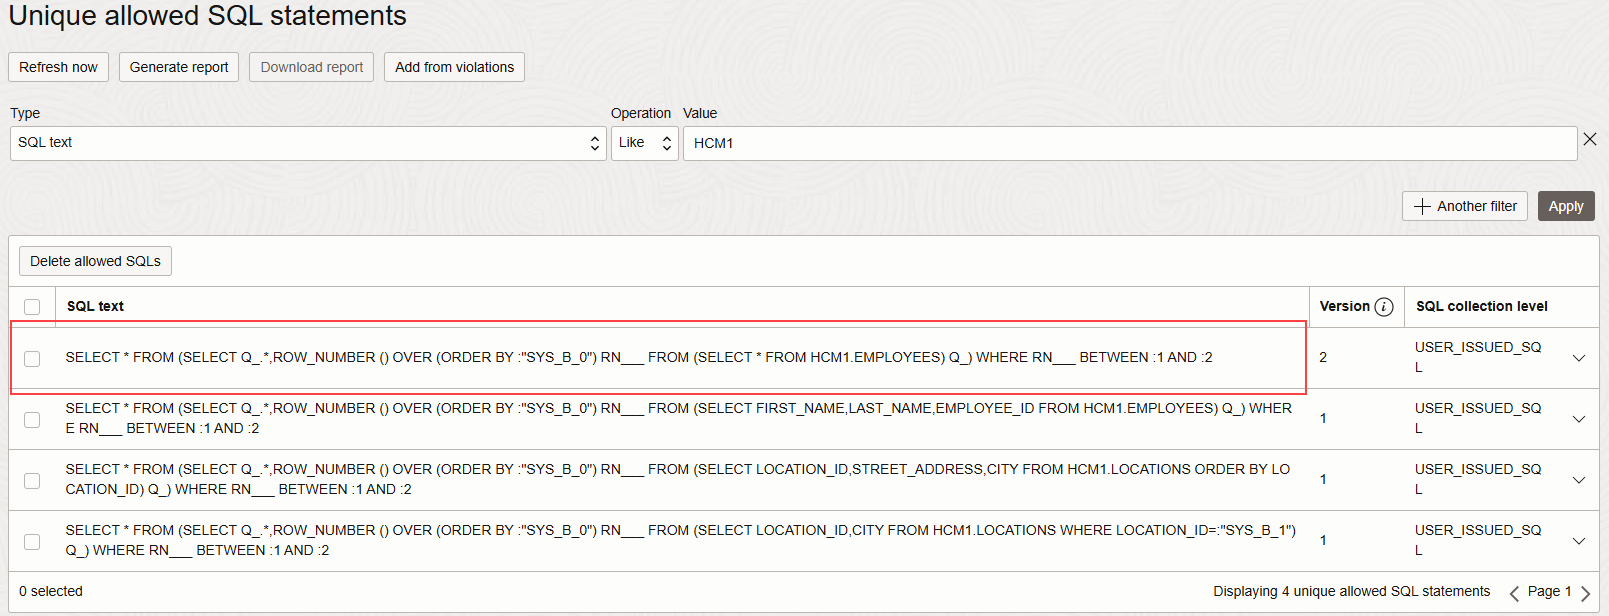 Unique allowed SQL statements
Refresh now Generate report Download report Add from violations
Type Operation Value
SQL text Like HCM1
Another filter Apply
Delete allowed SQLs
SQL text Version i SQL collection level
SELECT * FROM (SELECT Q_.*,ROW_NUMBER () OVER (ORDER BY :"SYS_B_0") RN___ FROM (SELECT * FROM HCM1.EMPLOYEES) Q_) WHERE RN___ BETWEEN :1 AND :2 2 USER_ISSUED_SQ
L
SELECT * FROM (SELECT Q_.*,ROW_NUMBER () OVER (ORDER BY :"SYS_B_0") RN___ FROM (SELECT FIRST_NAME,LAST_NAME,EMPLOYEE_ID FROM HCM1.EMPLOYEES) Q_) WHER 1 USER_ISSUED_SQ
E RN___ BETWEEN :1 AND :2 L
SELECT * FROM (SELECT Q_.*,ROW_NUMBER () OVER (ORDER BY :"SYS_B_0") RN___ FROM (SELECT LOCATION_ID,STREET_ADDRESS,CITY FROM HCM1.LOCATIONS ORDER BY LO 1 USER_ISSUED_SQ
CATION_ID) Q_) WHERE RN___ BETWEEN :1 AND :2 L
SELECT * FROM (SELECT Q_.*,ROW_NUMBER () OVER (ORDER BY :"SYS_B_0") RN___ FROM (SELECT LOCATION_ID,CITY FROM HCM1.LOCATIONS WHERE LOCATION_ID=:"SYS_B_1") 1 USER_ISSUED_SQ
Q_) WHERE RN___ BETWEEN :1 AND :2 L
0 selected Displaying 4 unique allowed SQL statements Page 1